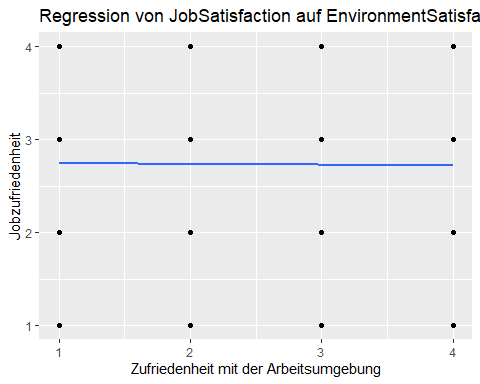 Regression von JobSatisfaction auf EnvironmentSatisfa
4
3
2
1
Jobzufriedenheit
1 2 3 4
Zufriedenheit mit der Arbeitsumgebung